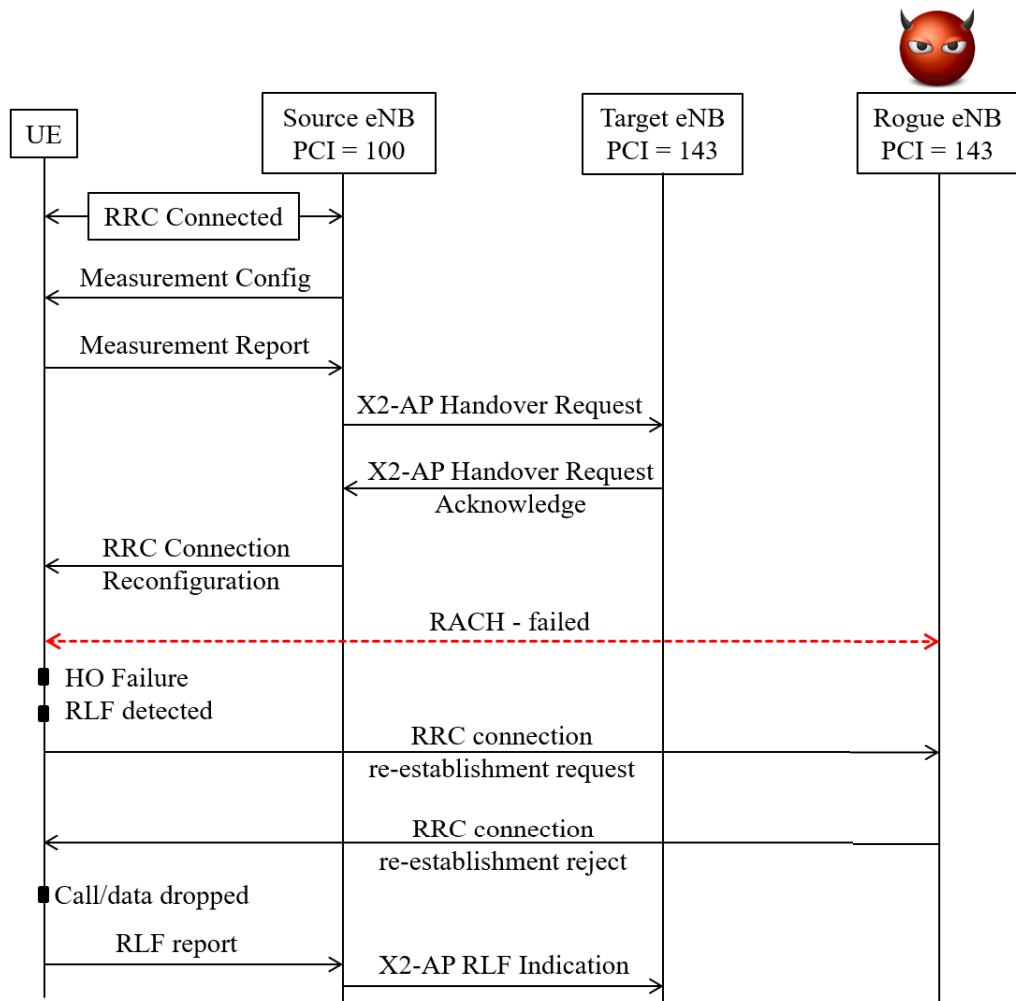 UE
Source eNB
PCI = 100
Target eNB
PCI = 143
Rogue eNB
PCI = 143
RRC Connected
Measurement Config
Measurement Report
X2-AP Handover Request
X2-AP Handover Request
Acknowledge
RRC Connection
Reconfiguration
RACH - failed
HO Failure
RLF detected
RRC connection
re-establishment request
RRC connection
re-establishment reject
Call/data dropped
RLF report
X2-AP RLF Indication